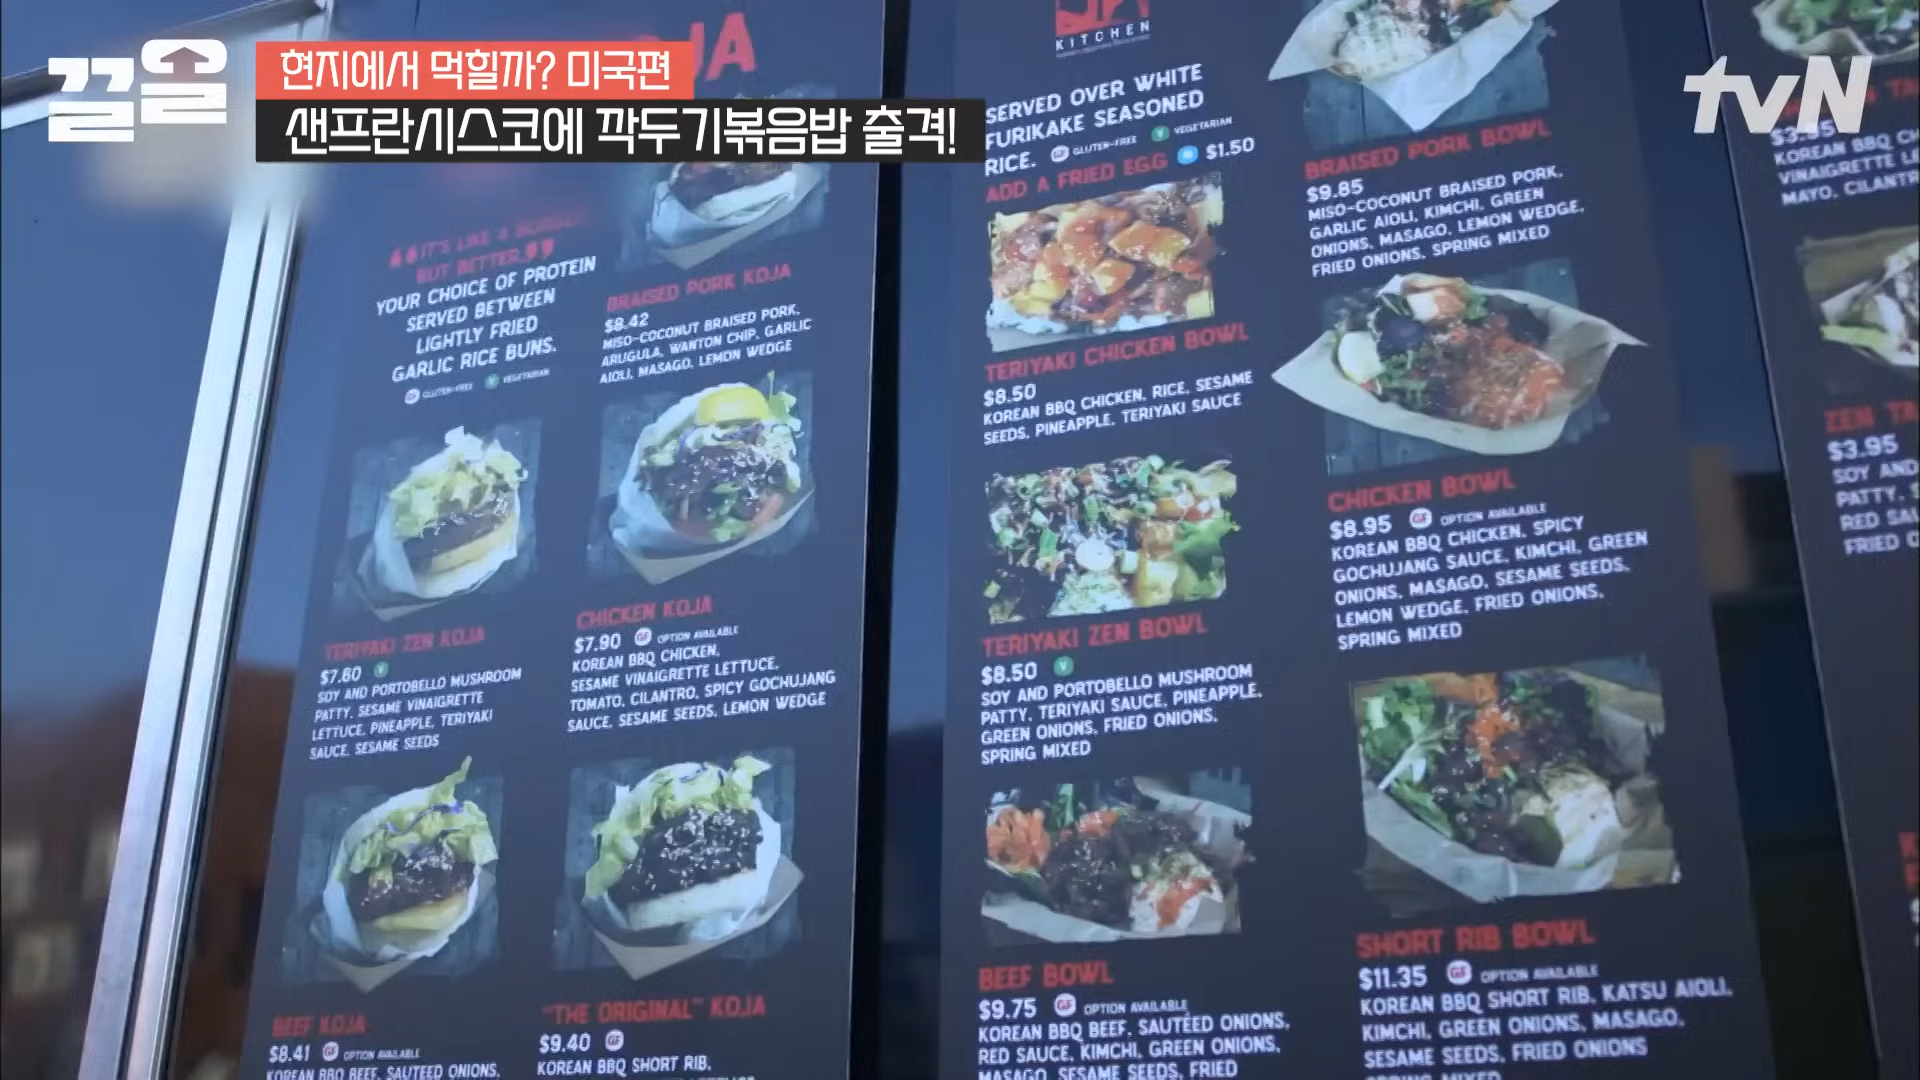 끌올
현지에서 먹힐까? 미국편
샌프란시스코에 깍두기볶음밥 출격!
tvN
JA
"IT'S LIKE A BURGER
BUT BETTER."
YOUR CHOICE OF PROTEIN
SERVED BETWEEN
LIGHTLY FRIED
GARLIC RICE BUNS.
GF GLUTEN-FREE V VEGETARIAN
BRAISED PORK KOJA
$8.42
MISO-COCONUT BRAISED PORK,
ARUGULA, WANTON CHIP, GARLIC
AIOLI, MASAGO, LEMON WEDGE
TERIYAKI ZEN KOJA
$7.60 V
SOY AND PORTOBELLO MUSHROOM
PATTY, SESAME VINAIGRETTE
LETTUCE, PINEAPPLE, TERIYAKI
SAUCE, SESAME SEEDS
CHICKEN KOJA
$7.90 GF OPTION AVAILABLE
KOREAN BBQ CHICKEN,
SESAME VINAIGRETTE LETTUCE,
TOMATO, CILANTRO, SPICY GOCHUJANG
SAUCE, SESAME SEEDS, LEMON WEDGE
BEEF KOJA
$8.41 GF OPTION AVAILABLE
KOREAN BBQ BEEF, SAUTEED ONIONS,
"THE ORIGINAL" KOJA
$9.40 GF
KOREAN BBQ SHORT RIB,
KITCHEN
SERVED OVER WHITE
FURIKAKE SEASONED
RICE. GF GLUTEN-FREE V VEGETARIAN
ADD A FRIED EGG $1.50
TERIYAKI CHICKEN BOWL
$8.50
KOREAN BBQ CHICKEN, RICE, SESAME
SEEDS, PINEAPPLE, TERIYAKI SAUCE
TERIYAKI ZEN BOWL
$8.50 V
SOY AND PORTOBELLO MUSHROOM
PATTY, TERIYAKI SAUCE, PINEAPPLE,
GREEN ONIONS, FRIED ONIONS,
SPRING MIXED
BEEF BOWL
$9.75 GF OPTION AVAILABLE
KOREAN BBQ BEEF, SAUTÉED ONIONS,
RED SAUCE, KIMCHI, GREEN ONIONS,
MASAGO, SESAME SEEDS, FRIED
BRAISED PORK BOWL
$9.85
MISO-COCONUT BRAISED PORK,
GARLIC AIOLI, KIMCHI, GREEN
ONIONS, MASAGO, LEMON WEDGE,
FRIED ONIONS, SPRING MIXED
CHICKEN BOWL
$8.95 GF OPTION AVAILABLE
KOREAN BBQ CHICKEN, SPICY
GOCHUJANG SAUCE, KIMCHI, GREEN
ONIONS, MASAGO, SESAME SEEDS,
LEMON WEDGE, FRIED ONIONS,
SPRING MIXED
SHORT RIB BOWL
$11.35 GF OPTION AVAILABLE
KOREAN BBQ SHORT RIB, KATSU AIOLI,
KIMCHI, GREEN ONIONS, MASAGO,
SESAME SEEDS, FRIED ONIONS
SPRING MIXED
$3.95
KOREAN BBQ
VINAIGRETTE
MAYO, CILANTR
ZEN TA
$3.95
SOY AND
PATTY, S
RED SAU
FRIED O